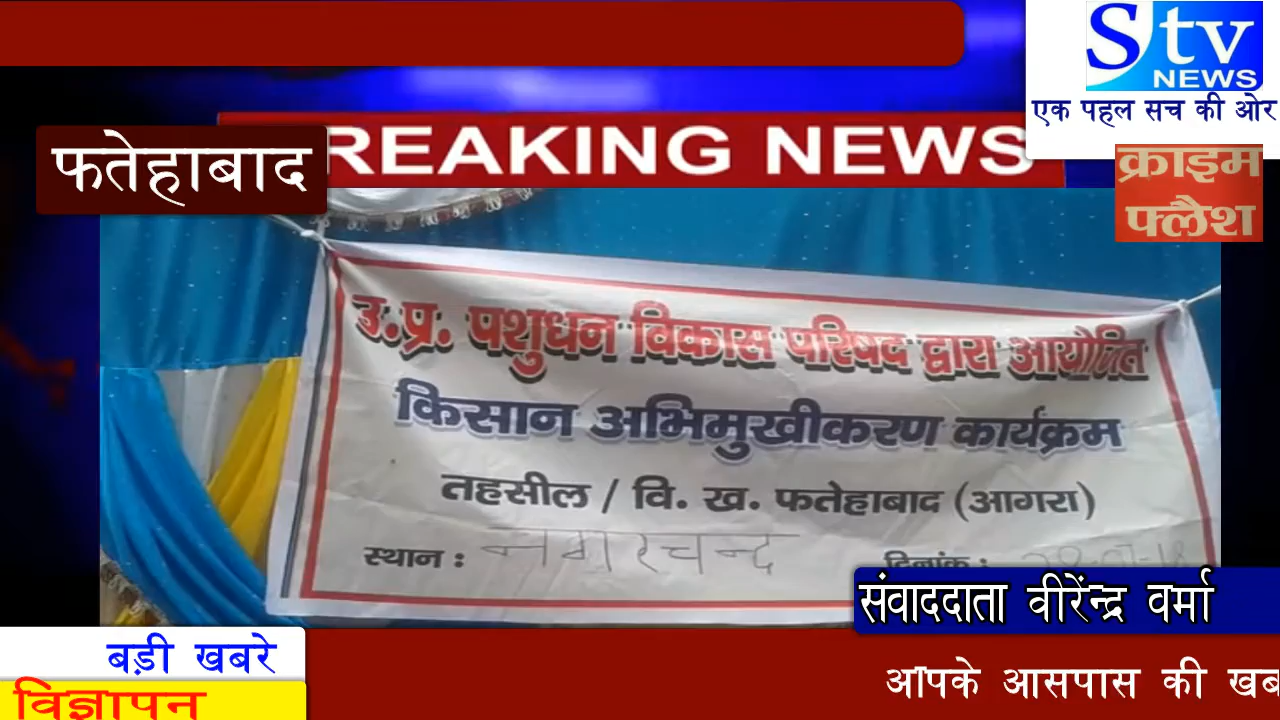 Stv
NEWS
एक पहल सच की ओर
फतेहाबाद
REAKING NEWS
क्राइम
फ्लैश
उ.प्र. पशुधन विकास परिषद द्वारा आयोजित
किसान अभिमुखीकरण कार्यक्रम
तहसील / वि. ख. फतेहाबाद (आगरा)
स्थान : नगरचन्द
दिनांक :
संवाददाता वीरेंन्द्र वर्मा
बड़ी खबरे
विज्ञापन
आपके आसपास की खब